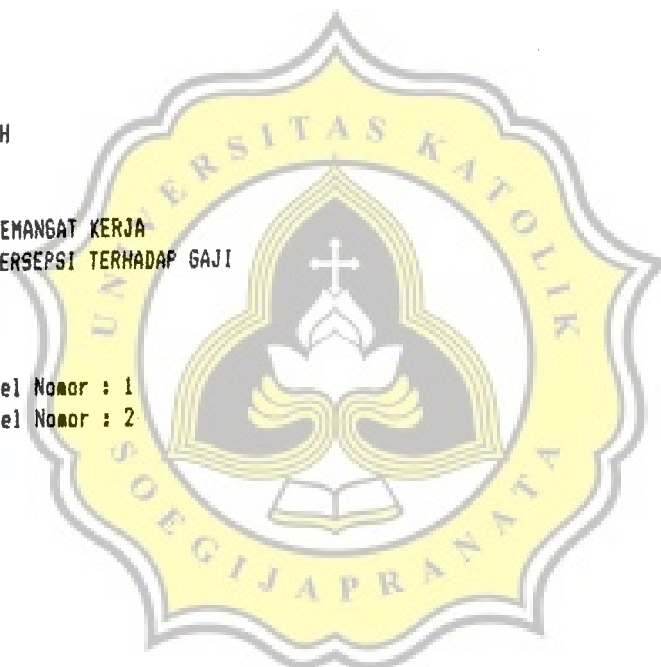 H
EMANGAT KERJA
ERSEPSI TERHADAP GAJI
el Nomor : 1
el Nomor : 2
UNIVERSITAS KATOLIK
SOEGIJAPRANATA